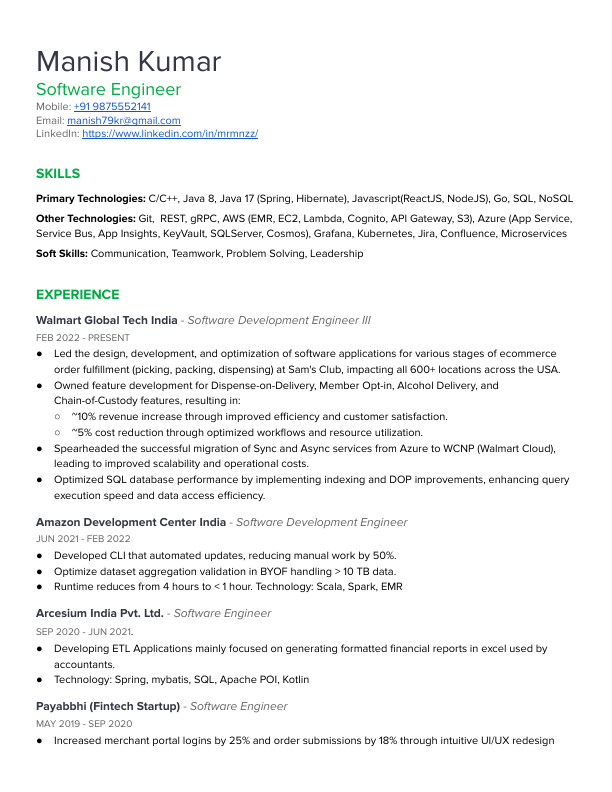 Manish Kumar
Software Engineer
Mobile: +91 9875552141
Email: manish79kr@gmail.com
LinkedIn: https://www.linkedin.com/in/mrmnzz/
SKILLS
Primary Technologies: C/C++, Java 8, Java 17 (Spring, Hibernate), Javascript(ReactJS, NodeJS), Go, SQL, NoSQL
Other Technologies: Git, REST, gRPC, AWS (EMR, EC2, Lambda, Cognito, API Gateway, S3), Azure (App Service,
Service Bus, App Insights, KeyVault, SQLServer, Cosmos), Grafana, Kubernetes, Jira, Confluence, Microservices
Soft Skills: Communication, Teamwork, Problem Solving, Leadership
EXPERIENCE
Walmart Global Tech India - Software Development Engineer III
FEB 2022 - PRESENT
● Led the design, development, and optimization of software applications for various stages of ecommerce
order fulfillment (picking, packing, dispensing) at Sam's Club, impacting all 600+ locations across the USA.
● Owned feature development for Dispense-on-Delivery, Member Opt-in, Alcohol Delivery, and
Chain-of-Custody features, resulting in:
○ ~10% revenue increase through improved efficiency and customer satisfaction.
○ ~5% cost reduction through optimized workflows and resource utilization.
● Spearheaded the successful migration of Sync and Async services from Azure to WCNP (Walmart Cloud),
leading to improved scalability and operational costs.
● Optimized SQL database performance by implementing indexing and DOP improvements, enhancing query
execution speed and data access efficiency.
Amazon Development Center India - Software Development Engineer
JUN 2021 - FEB 2022
● Developed CLI that automated updates, reducing manual work by 50%.
● Optimize dataset aggregation validation in BYOF handling > 10 TB data.
● Runtime reduces from 4 hours to < 1 hour. Technology: Scala, Spark, EMR
Arcesium India Pvt. Ltd. - Software Engineer
SEP 2020 - JUN 2021.
● Developing ETL Applications mainly focused on generating formatted financial reports in excel used by
accountants.
● Technology: Spring, mybatis, SQL, Apache POI, Kotlin
Payabbhi (Fintech Startup) - Software Engineer
MAY 2019 - SEP 2020
● Increased merchant portal logins by 25% and order submissions by 18% through intuitive UI/UX redesign